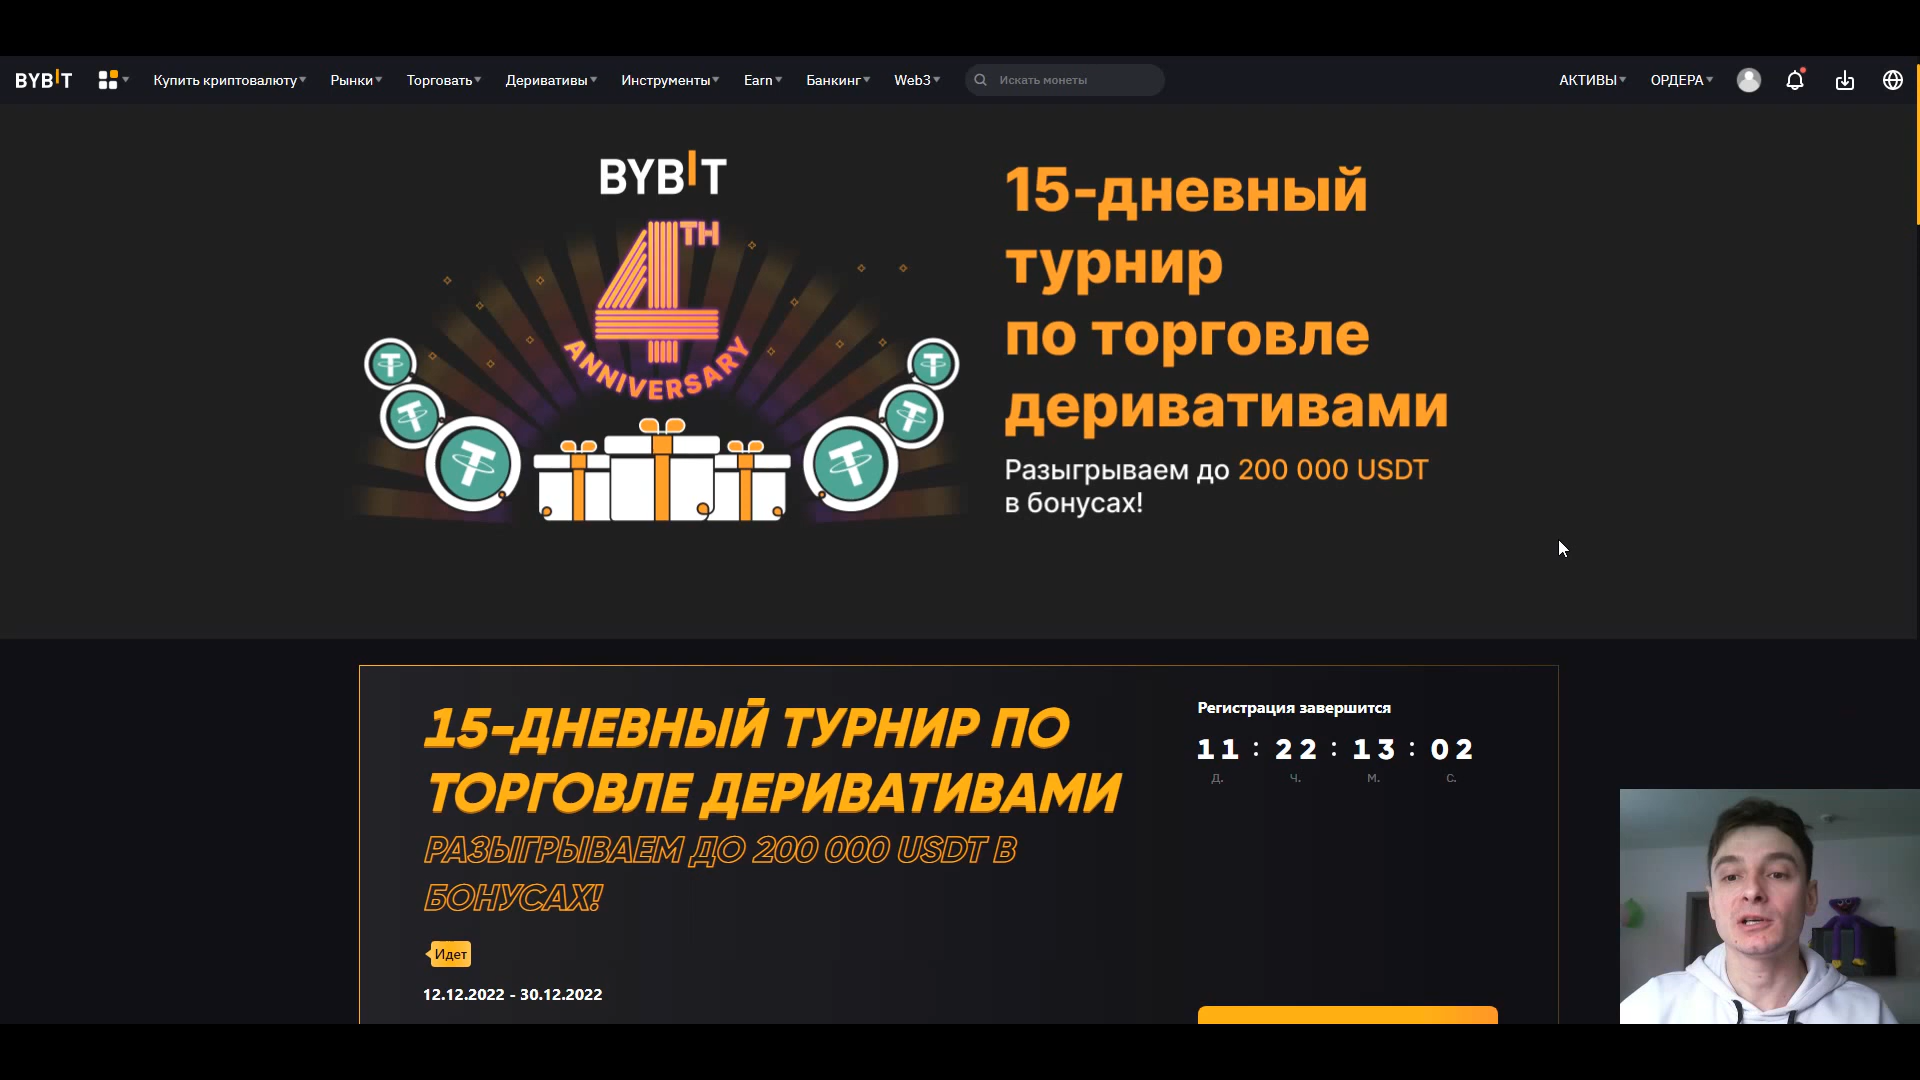 BYBIT
Купить криптовалюту
Рынки
Торговать
Деривативы
Инструменты
Earn
Банкинг
Web3
Искать монеты
АКТИВЫ
ОРДЕРА
BYBIT
4TH
ANNIVERSARY
15-дневный
турнир
по торговле
деривативами
Разыгрываем до 200 000 USDT
в бонусах!
15-ДНЕВНЫЙ ТУРНИР ПО
ТОРГОВЛЕ ДЕРИВАТИВАМИ
РАЗЫГРЫВАЕМ ДО 200 000 USDT В
БОНУСАХ!
Идет
12.12.2022 - 30.12.2022
Регистрация завершится
11 : 22 : 13 : 02
д. ч. м. с.